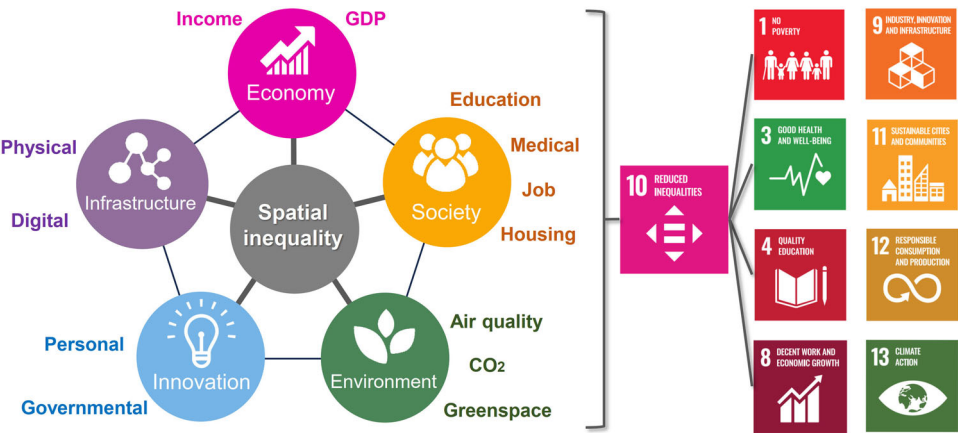 Income
GDP
Economy
Education
Medical
Job
Housing
Society
Physical
Digital
Infrastructure
Spatial
inequality
Personal
Governmental
Innovation
Air quality
CO₂
Greenspace
Environment
10 REDUCED
INEQUALITIES
1 NO
POVERTY
9 INDUSTRY, INNOVATION
AND INFRASTRUCTURE
3 GOOD HEALTH
AND WELL-BEING
11 SUSTAINABLE CITIES
AND COMMUNITIES
4 QUALITY
EDUCATION
12 RESPONSIBLE
CONSUMPTION
AND PRODUCTION
8 DECENT WORK AND
ECONOMIC GROWTH
13 CLIMATE
ACTION